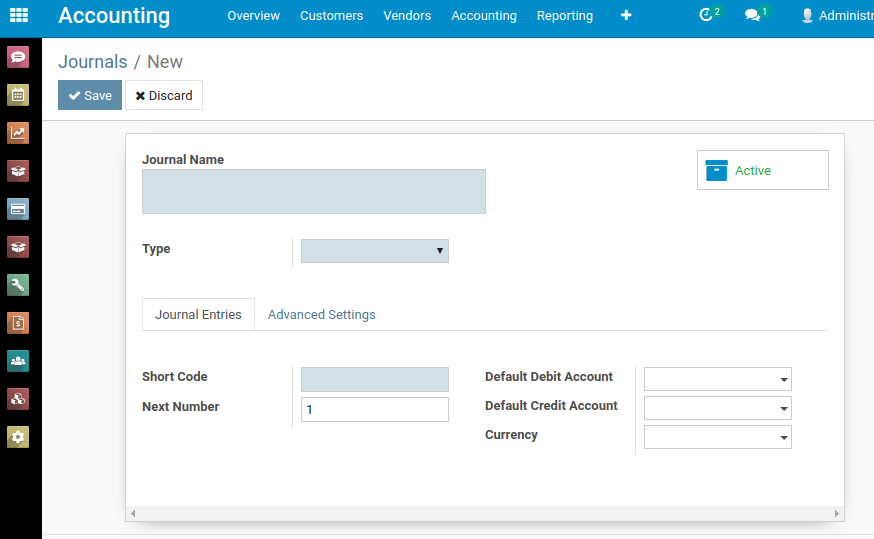 Accounting Overview Customers Vendors Accounting Reporting 2 1 Administr
Journals / New
Save Discard
Journal Name
Active
Type
Journal Entries Advanced Settings
Short Code Default Debit Account
Next Number 1 Default Credit Account
Currency